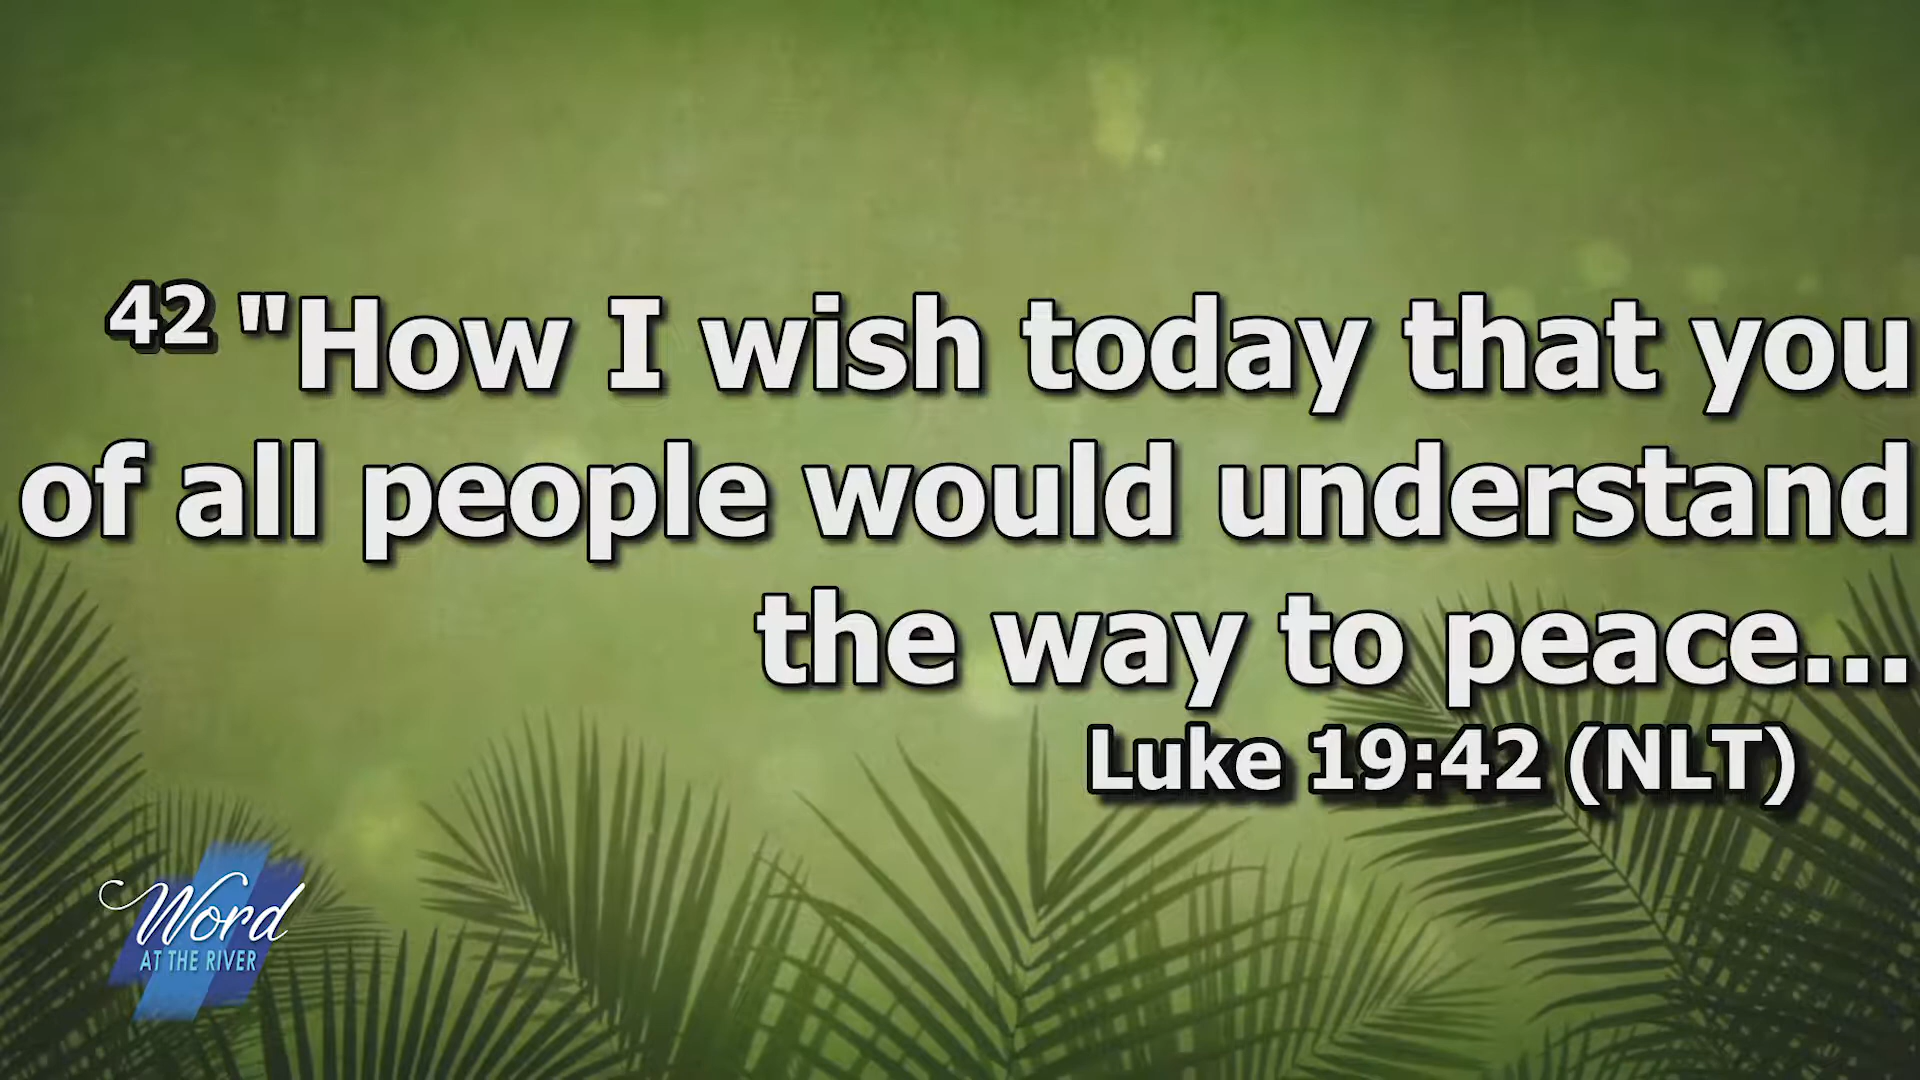 42 "How I wish today that you
of all people would understand
the way to peace...
Luke 19:42 (NLT)
Word
AT THE RIVER